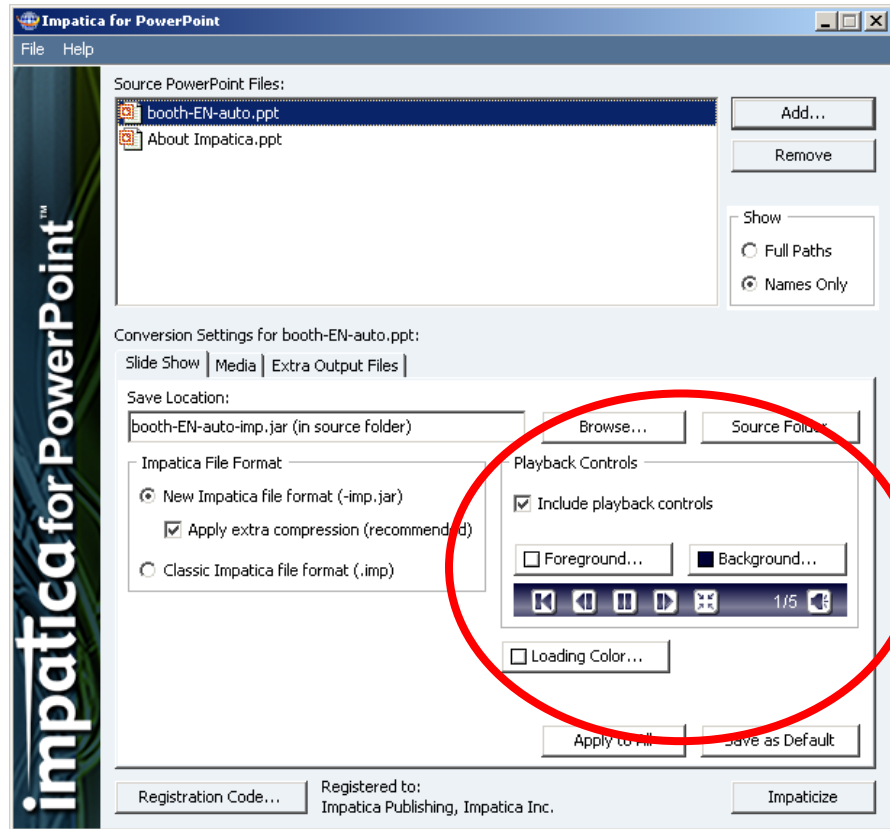 Impatica for PowerPoint
File Help
Source PowerPoint Files:
booth-EN-auto.ppt
About Impatica.ppt
Add...
Remove
Show
Full Paths
Names Only
impatica for PowerPoint™
Conversion Settings for booth-EN-auto.ppt:
Slide Show Media Extra Output Files
Save Location:
booth-EN-auto-imp.jar (in source folder) Browse... Source Folder
Impatica File Format
New Impatica file format (-imp.jar)
Apply extra compression (recommended)
Classic Impatica file format (.imp)
Playback Controls
Include playback controls
Foreground... Background...
1/5
Loading Color...
Apply to All Save as Default
Registration Code... Registered to:
Impatica Publishing, Impatica Inc.
Impaticize